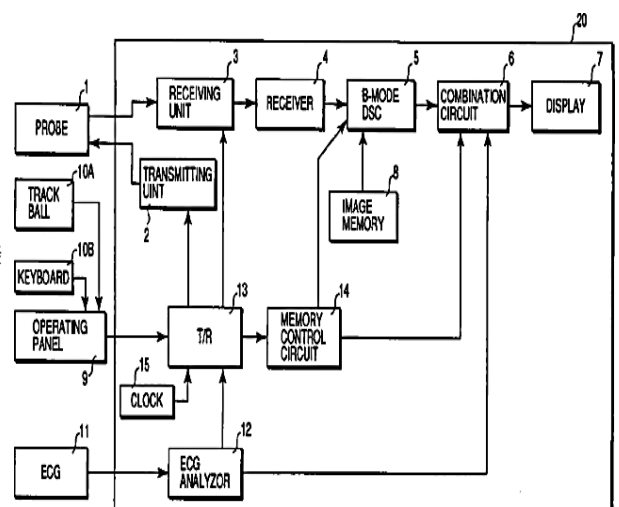 20
1
PROBE
3
RECEIVING
UNIT
4
RECEIVER
5
B-MODE
DSC
6
COMBINATION
CIRCUIT
7
DISPLAY
TRANSMITTING
UINT
2
8
IMAGE
MEMORY
10A
TRACK
BALL
10B
KEYBOARD
OPERATING
PANEL
9
13
T/R
14
MEMORY
CONTROL
CIRCUIT
15
CLOCK
11
ECG
12
ECG
ANALYZOR